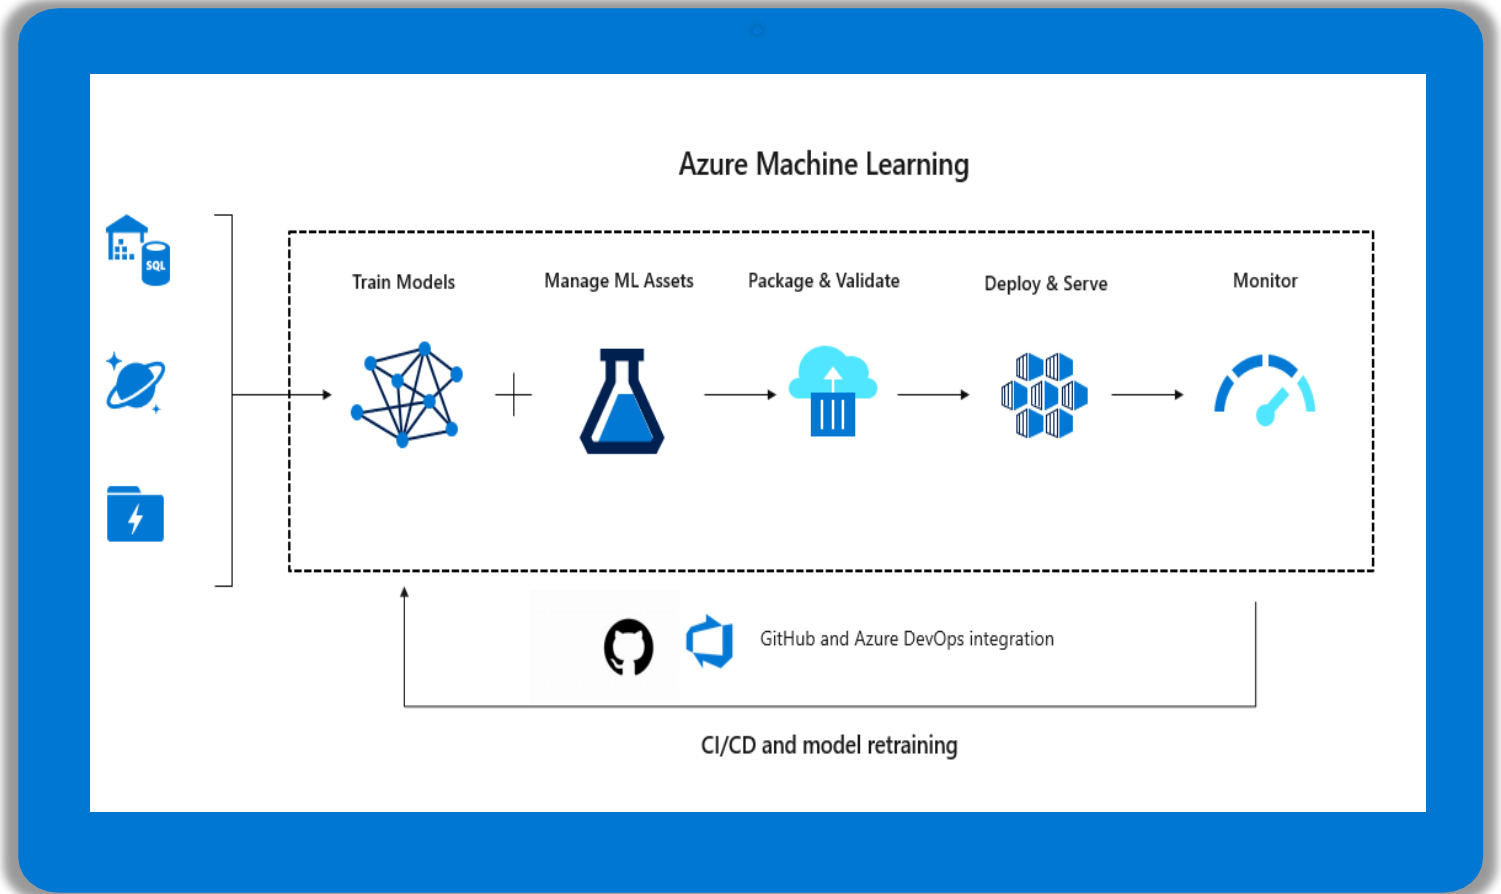 Azure Machine Learning
SQL
Train Models
Manage ML Assets
Package & Validate
Deploy & Serve
Monitor
GitHub and Azure DevOps integration
CI/CD and model retraining